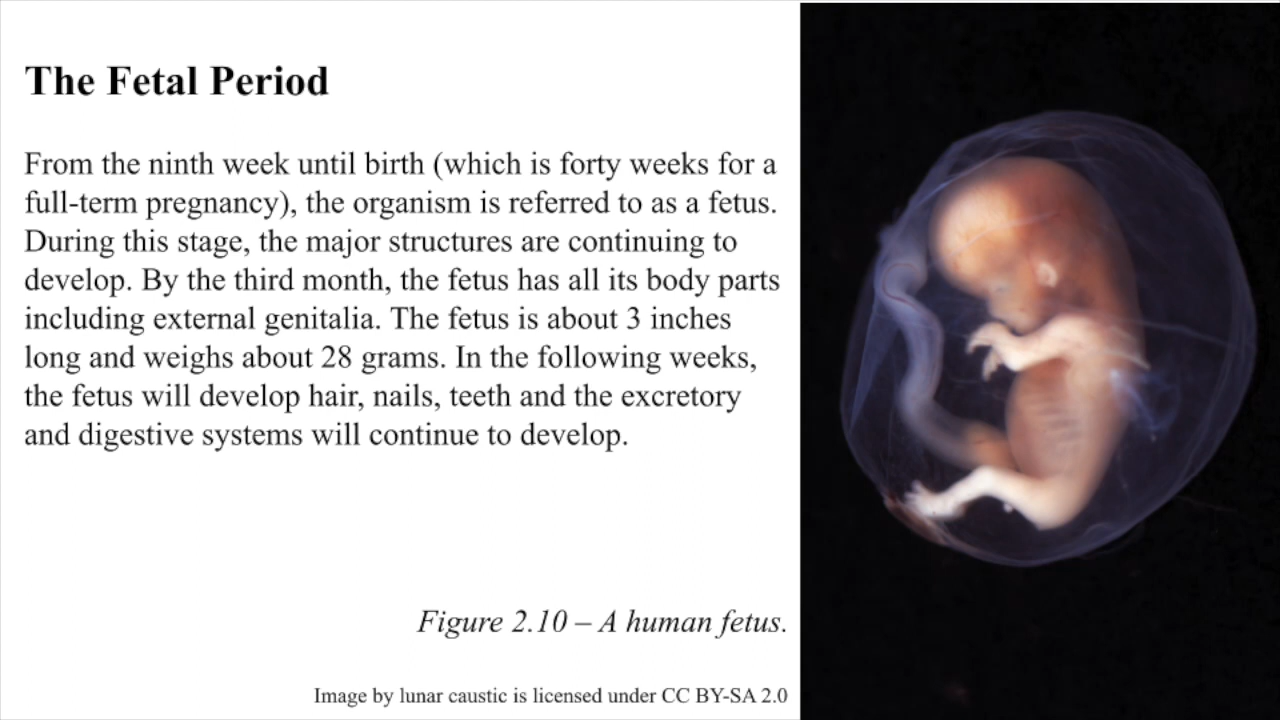 The Fetal Period
From the ninth week until birth (which is forty weeks for a
full-term pregnancy), the organism is referred to as a fetus.
During this stage, the major structures are continuing to
develop. By the third month, the fetus has all its body parts
including external genitalia. The fetus is about 3 inches
long and weighs about 28 grams. In the following weeks,
the fetus will develop hair, nails, teeth and the excretory
and digestive systems will continue to develop.
Figure 2.10 – A human fetus.
Image by lunar caustic is licensed under CC BY-SA 2.0